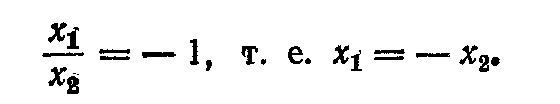 x₁/x₂ = − 1, т. е. x₁ = − x₂.